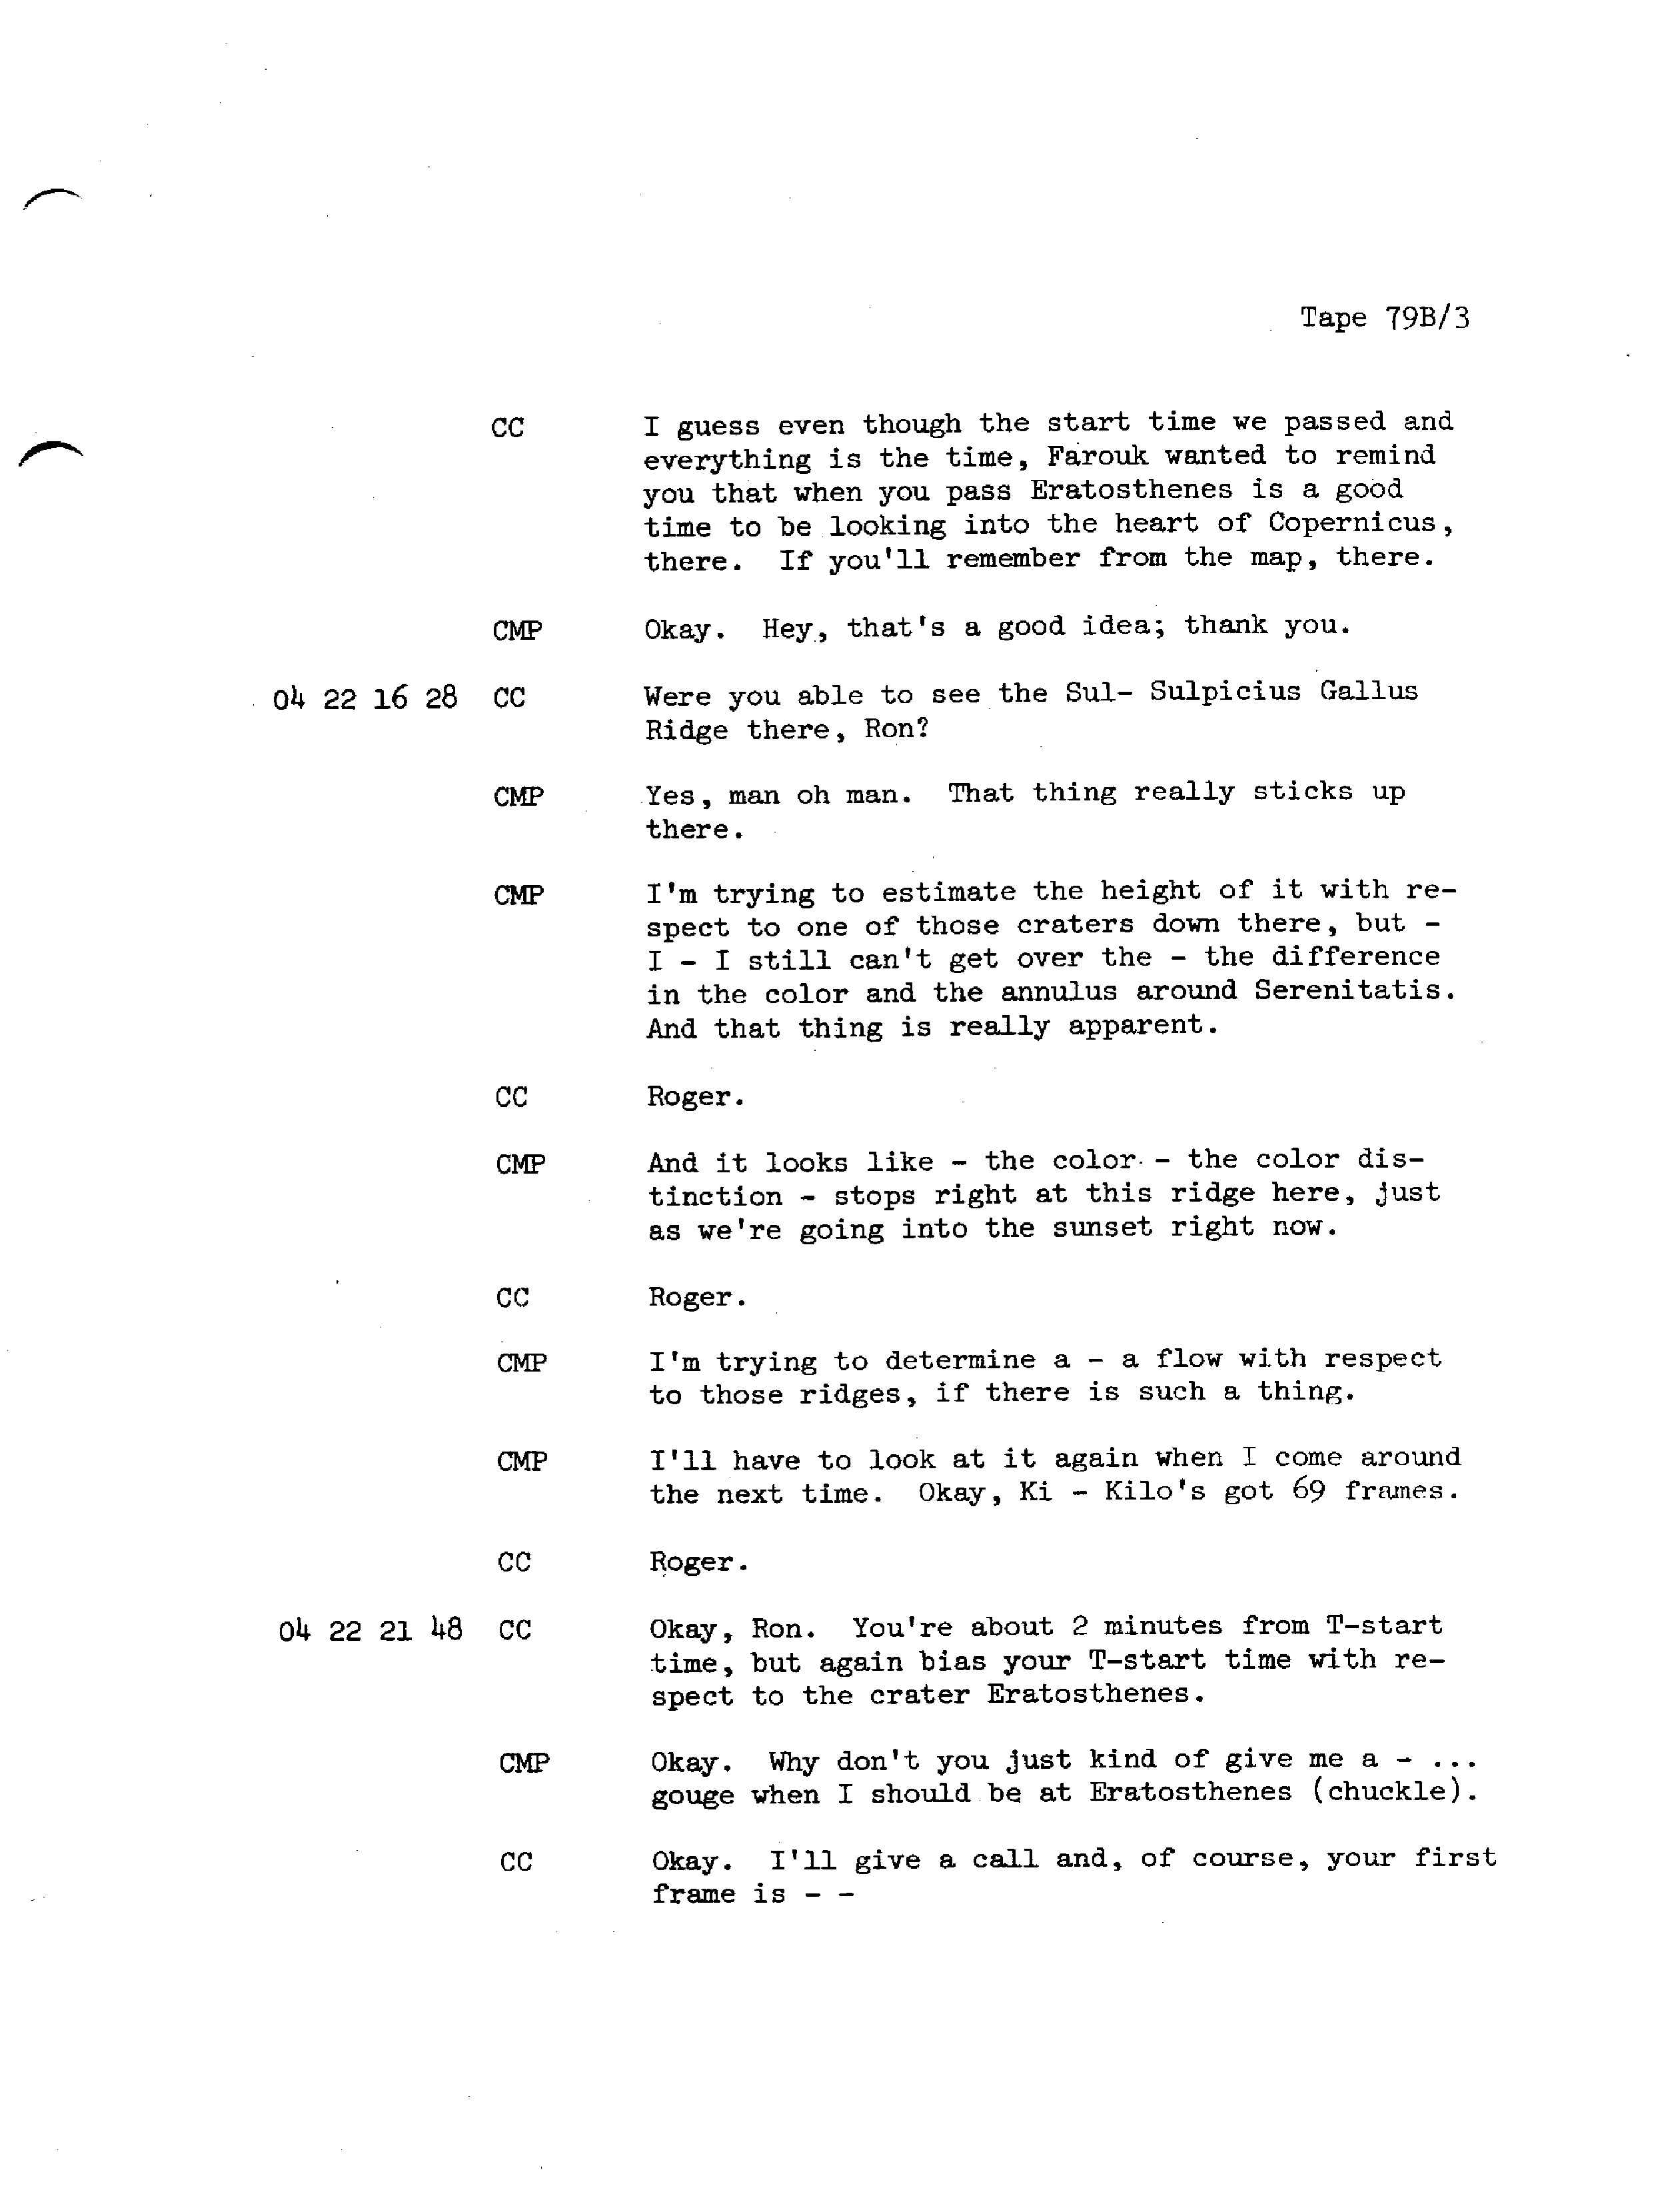 Tape 79B/3
CC I guess even though the start time we passed and
everything is the time, Farouk wanted to remind
you that when you pass Eratosthenes is a good
time to be looking into the heart of Copernicus,
there. If you'll remember from the map, there.
CMP Okay. Hey, that's a good idea; thank you.
04 22 16 28 CC Were you able to see the Sul- Sulpicius Gallus
Ridge there, Ron?
CMP Yes, man oh man. That thing really sticks up
there.
CMP I'm trying to estimate the height of it with re-
spect to one of those craters down there, but -
I - I still can't get over the - the difference
in the color and the annulus around Serenitatis.
And that thing is really apparent.
CC Roger.
CMP And it looks like - the color - the color dis-
tinction - stops right at this ridge here, just
as we're going into the sunset right now.
CC Roger.
CMP I'm trying to determine a - a flow with respect
to those ridges, if there is such a thing.
CMP I'll have to look at it again when I come around
the next time. Okay, Ki - Kilo's got 69 frames.
CC Roger.
04 22 21 48 CC Okay, Ron. You're about 2 minutes from T-start
time, but again bias your T-start time with re-
spect to the crater Eratosthenes.
CMP Okay. Why don't you just kind of give me a - ...
gouge when I should be at Eratosthenes (chuckle).
CC Okay. I'll give a call and, of course, your first
frame is - -